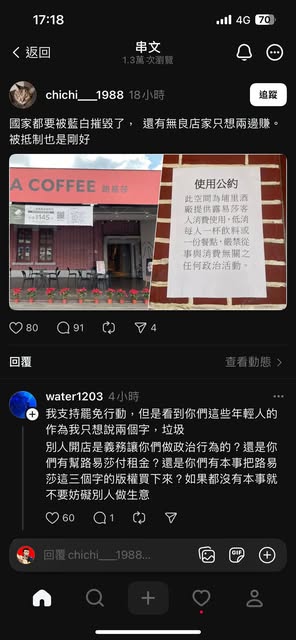 17:18
4G
70
返回
串文
1.3萬 次瀏覽
chichi___1988 18小時
追蹤
國家都要被藍白摧毀了， 還有無良店家只想兩邊賺。
被抵制也是剛好
A COFFEE 路易莎
$145
使用公約
此空間為埔里酒
廠提供露易莎客
人消費使用，低消
每人一杯飲料或
一份餐點，嚴禁從
事與消費無關之
任何政治活動。
80
91
4
回覆
查看動態
water1203 4小時
我支持罷免行動，但是看到你們這些年輕人的
作為我只想說兩個字，垃圾
別人開店是義務讓你們做政治行為的？還是你
們有幫路易莎付租金？還是你們有本事把路易
莎這三個字的版權買下來？如果都沒有本事就
不要妨礙別人做生意
60
1
回覆 chichi___1988...
GIF